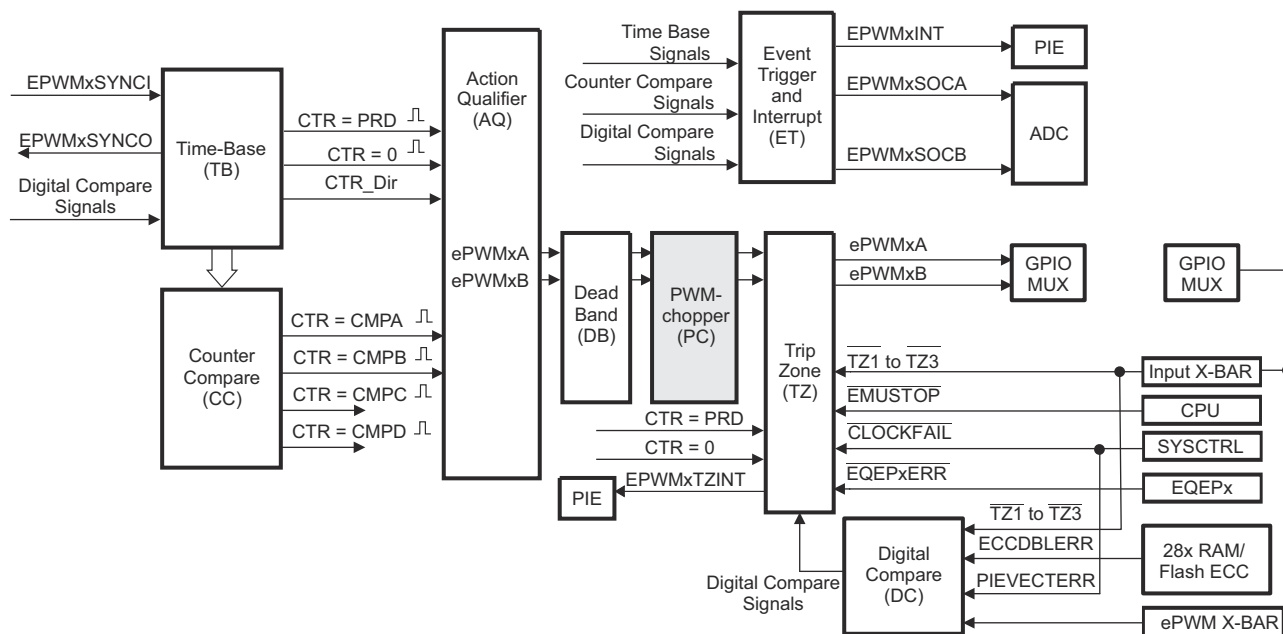 EPWMxSYNCI
EPWMxSYNCO
Digital Compare
Signals
Time-Base
(TB)
CTR = PRD
CTR = 0
CTR_Dir
Counter
Compare
(CC)
CTR = CMPA
CTR = CMPB
CTR = CMPC
CTR = CMPD
Action
Qualifier
(AQ)
ePWMxA
ePWMxB
Dead
Band
(DB)
PWM-
chopper
(PC)
CTR = PRD
CTR = 0
EPWMxTZINT
PIE
Time Base
Signals
Counter Compare
Signals
Digital Compare
Signals
Event
Trigger
and
Interrupt
(ET)
EPWMxINT
EPWMxSOCA
EPWMxSOCB
PIE
ADC
Trip
Zone
(TZ)
ePWMxA
ePWMxB
GPIO
MUX
GPIO
MUX
TZ1 to TZ3
EMUSTOP
CLOCKFAIL
EQEPxERR
Input X-BAR
CPU
SYSCTRL
EQEPx
TZ1 to TZ3
ECCDBLERR
PIEVECTERR
28x RAM/
Flash ECC
ePWM X-BAR
Digital
Compare
(DC)
Digital Compare
Signals